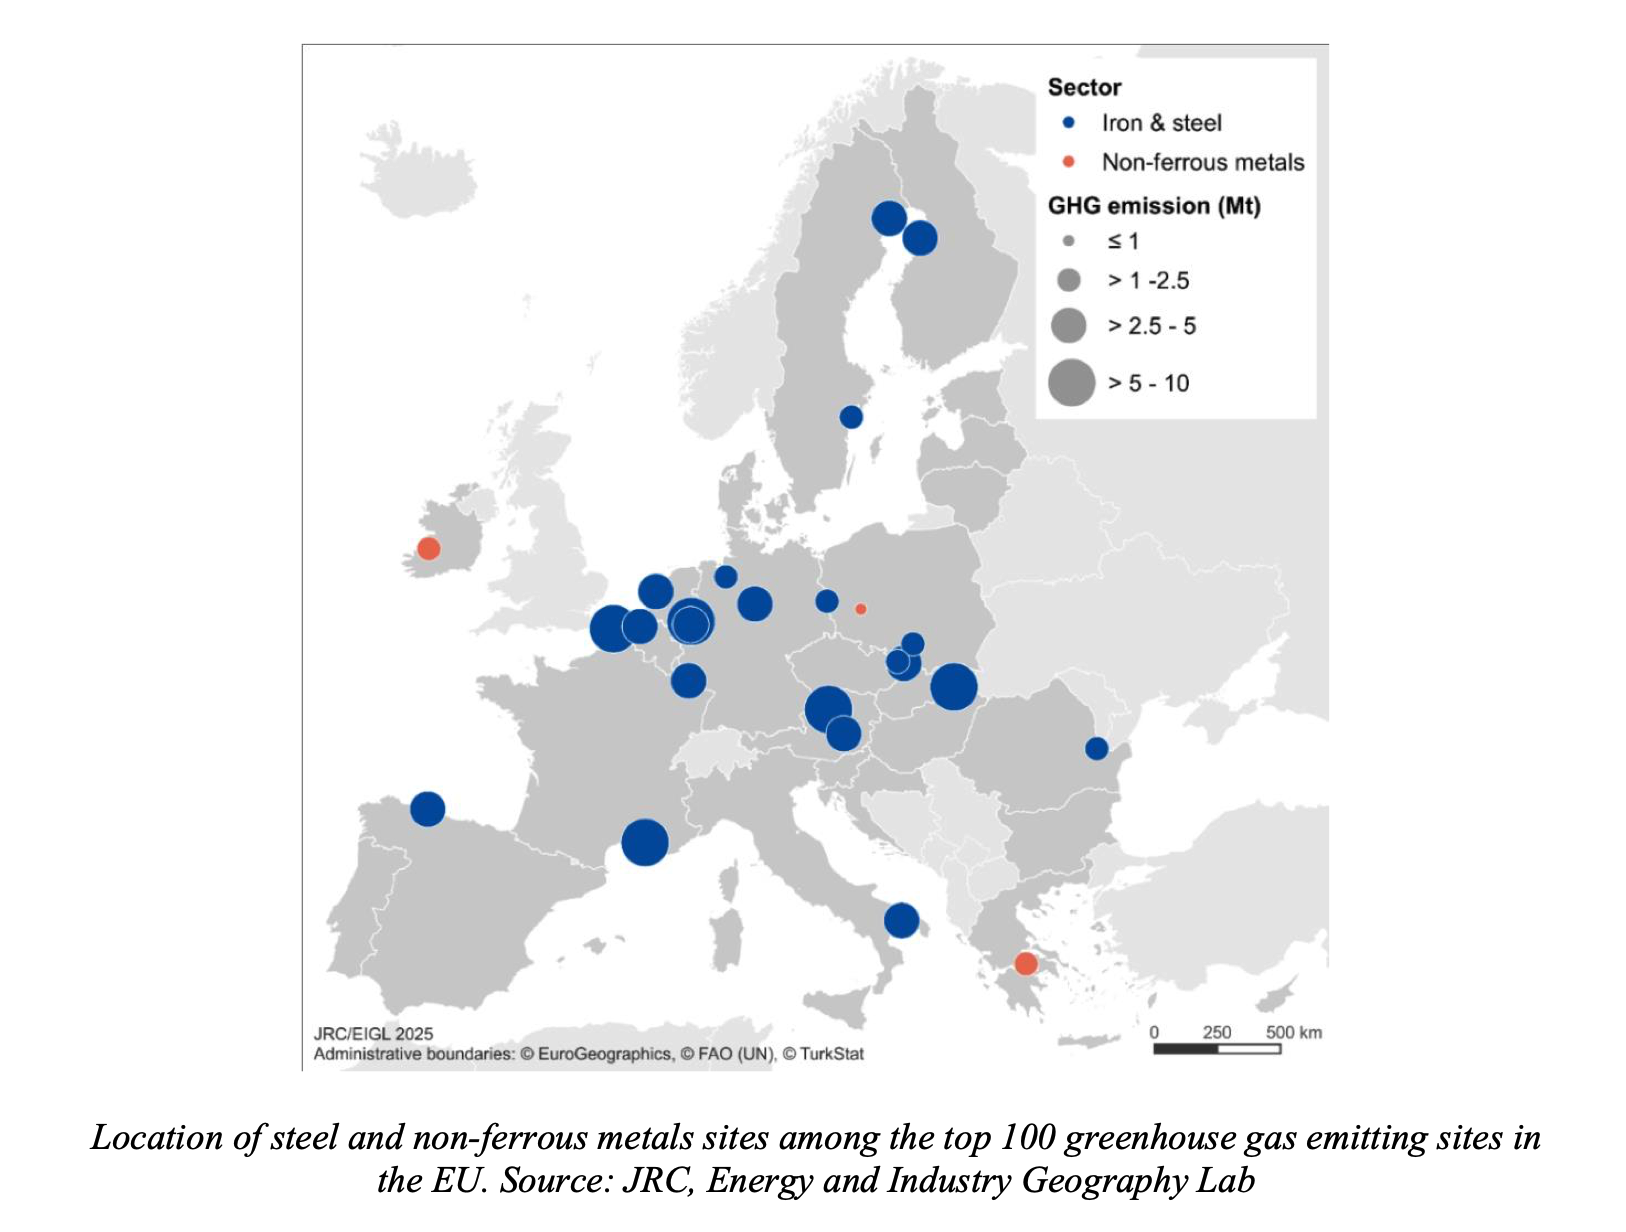 Sector
Iron & steel
Non-ferrous metals
GHG emission (Mt)
≤ 1
> 1 -2.5
> 2.5 - 5
> 5 - 10
JRC/EIGL 2025
Administrative boundaries: © EuroGeographics, © FAO (UN), © TurkStat
0 250 500 km
Location of steel and non-ferrous metals sites among the top 100 greenhouse gas emitting sites in
the EU. Source: JRC, Energy and Industry Geography Lab